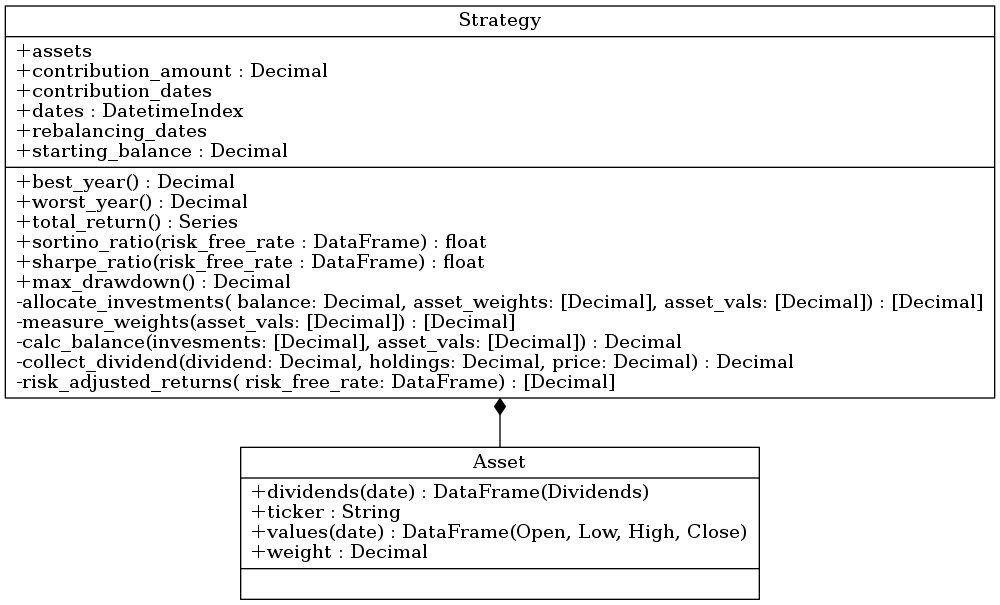 Strategy
+assets
+contribution_amount : Decimal
+contribution_dates
+dates : DatetimeIndex
+rebalancing_dates
+starting_balance : Decimal
+best_year() : Decimal
+worst_year() : Decimal
+total_return() : Series
+sortino_ratio(risk_free_rate : DataFrame) : float
+sharpe_ratio(risk_free_rate : DataFrame) : float
+max_drawdown() : Decimal
-allocate_investments( balance: Decimal, asset_weights: [Decimal], asset_vals: [Decimal]) : [Decimal]
-measure_weights(asset_vals: [Decimal]) : [Decimal]
-calc_balance(invesments: [Decimal], asset_vals: [Decimal]) : Decimal
-collect_dividend(dividend: Decimal, holdings: Decimal, price: Decimal) : Decimal
-risk_adjusted_returns( risk_free_rate: DataFrame) : [Decimal]
Asset
+dividends(date) : DataFrame(Dividends)
+ticker : String
+values(date) : DataFrame(Open, Low, High, Close)
+weight : Decimal